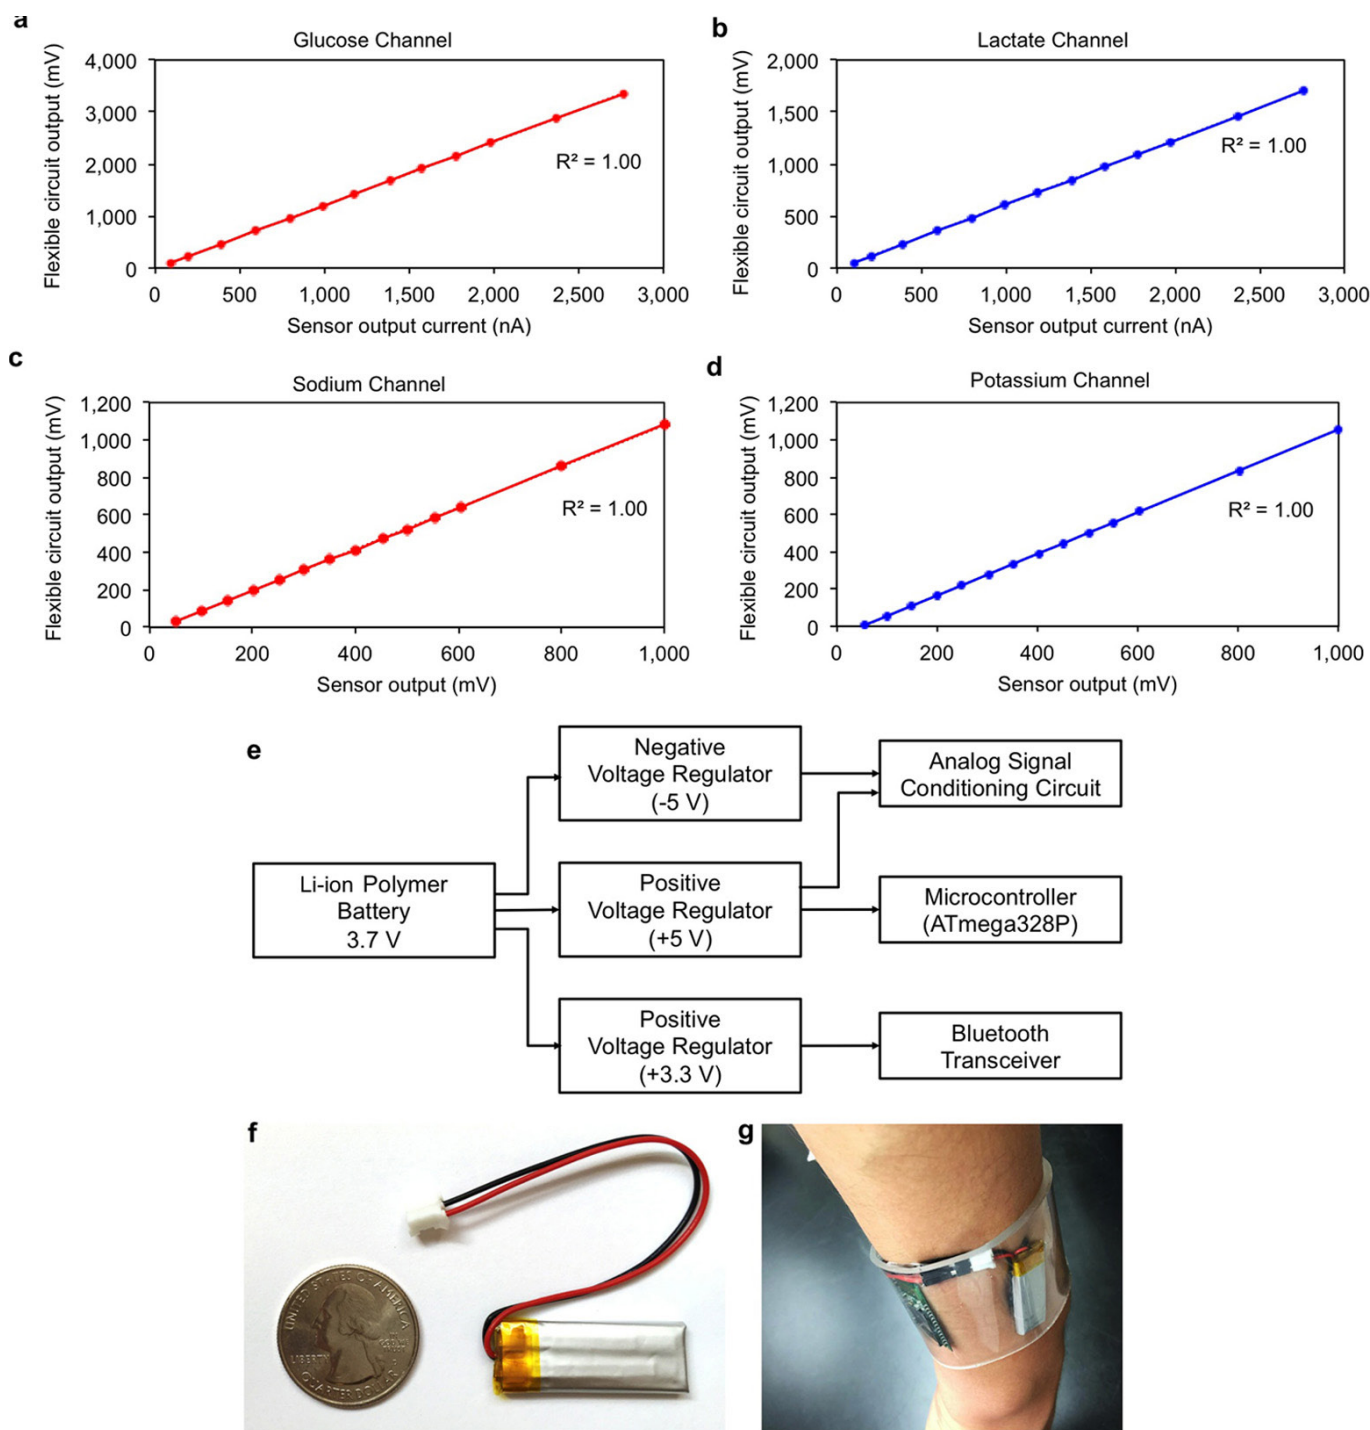 a
Glucose Channel
Flexible circuit output (mV)
4,000
3,000
2,000
1,000
0
R² = 1.00
0 500 1,000 1,500 2,000 2,500 3,000
Sensor output current (nA)
b
Lactate Channel
Flexible circuit output (mV)
2,000
1,500
1,000
500
0
R² = 1.00
0 500 1,000 1,500 2,000 2,500 3,000
Sensor output current (nA)
c
Sodium Channel
Flexible circuit output (mV)
1,200
1,000
800
600
400
200
0
R² = 1.00
0 200 400 600 800 1,000
Sensor output (mV)
d
Potassium Channel
Flexible circuit output (mV)
1,200
1,000
800
600
400
200
0
R² = 1.00
0 200 400 600 800 1,000
Sensor output (mV)
e
Li-ion Polymer
Battery
3.7 V
Negative
Voltage Regulator
(-5 V)
Positive
Voltage Regulator
(+5 V)
Positive
Voltage Regulator
(+3.3 V)
Analog Signal
Conditioning Circuit
Microcontroller
(ATmega328P)
Bluetooth
Transceiver
f
UNITED STATES OF AMERICA
LIBERTY
QUARTER DOLLAR
g